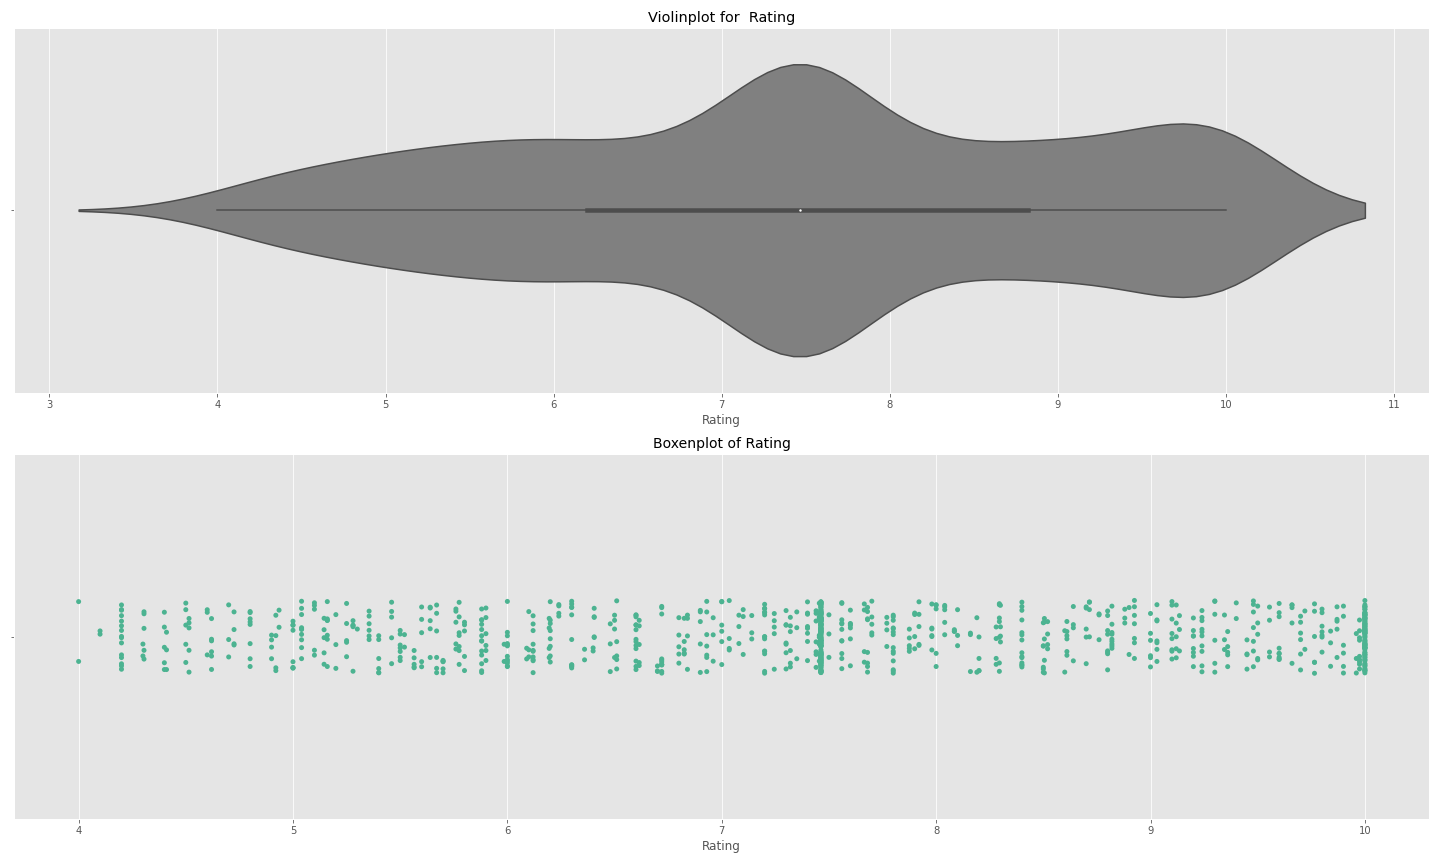 Violinplot for  Rating
3 4 5 6 7 8 9 10 11
Rating
Boxenplot of Rating
4 5 6 7 8 9 10
Rating